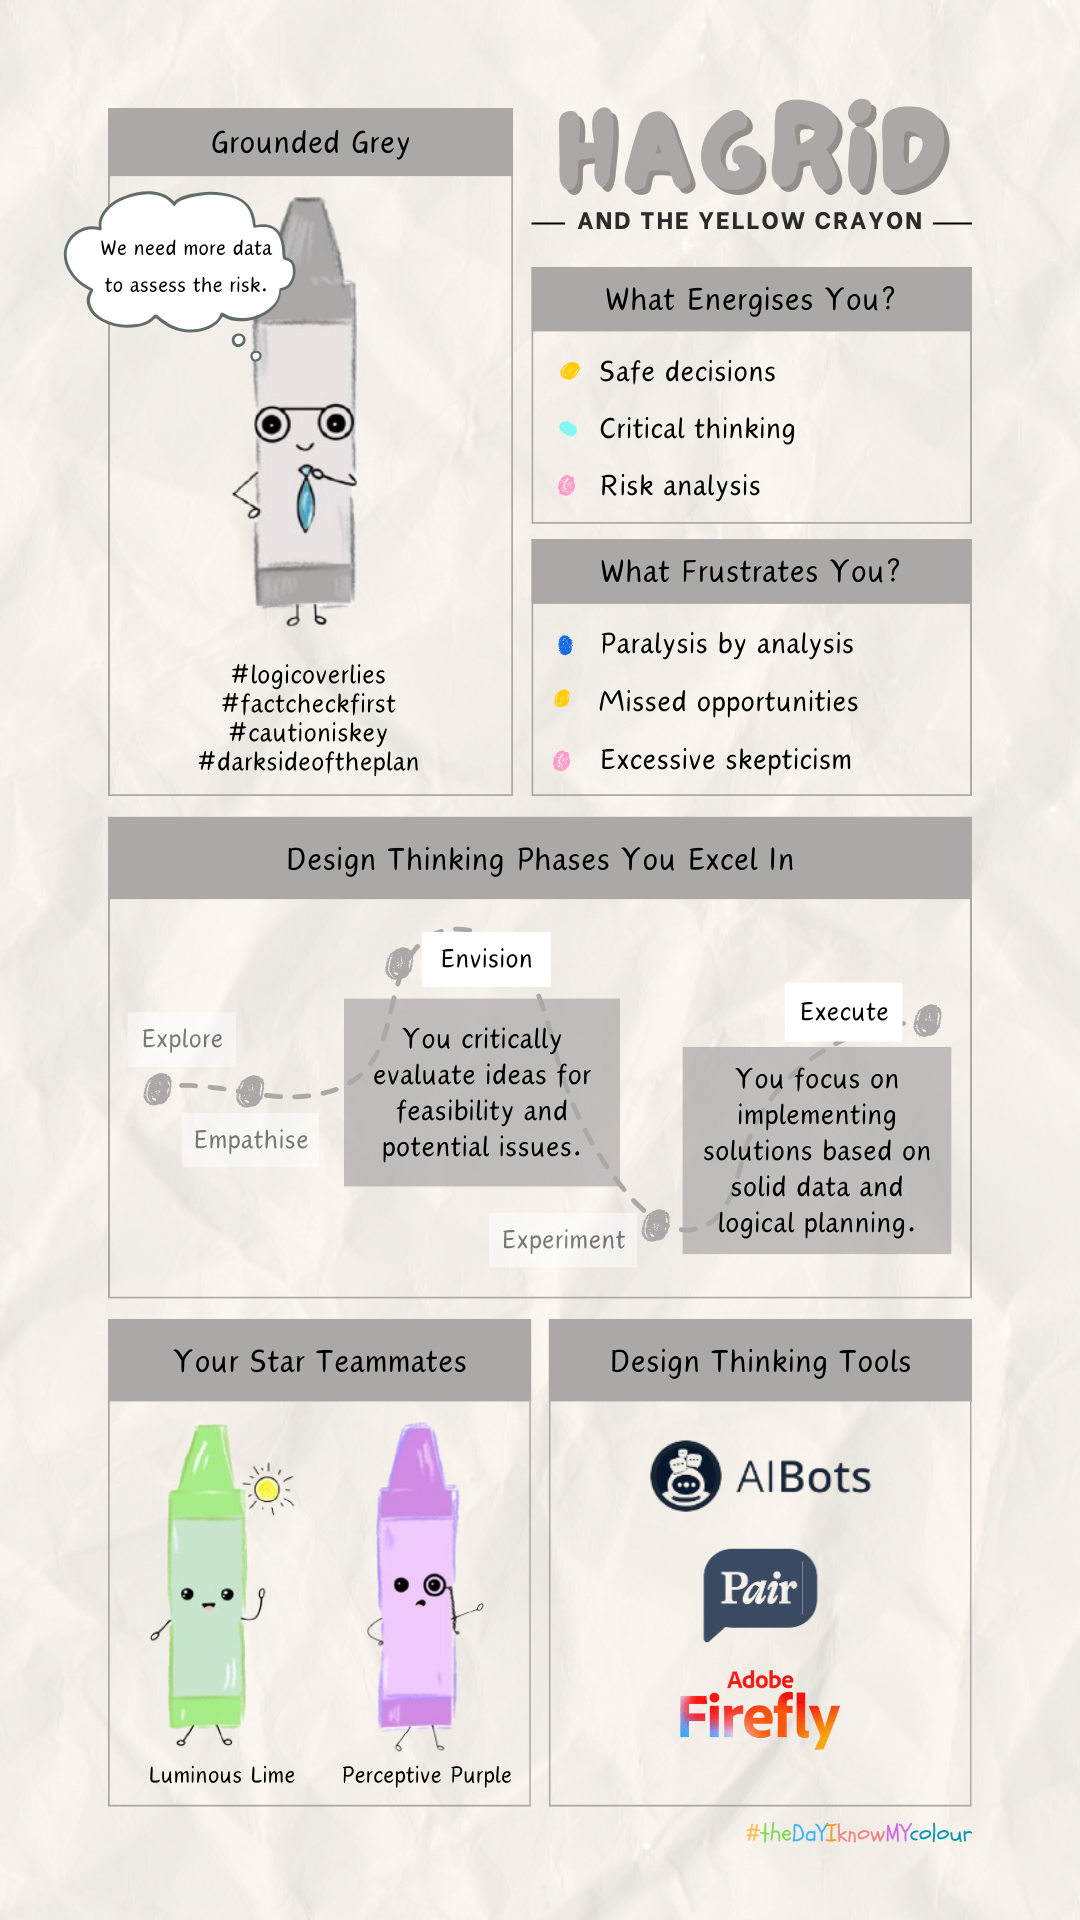 Grounded Grey
We need more data
to assess the risk.
#logicoverlies
#factcheckfirst
#cautioniskey
#darksideoftheplan
HAGRiD
AND THE YELLOW CRAYON
What Energises You?
Safe decisions
Critical thinking
Risk analysis
What Frustrates You?
Paralysis by analysis
Missed opportunities
Excessive skepticism
Design Thinking Phases You Excel In
Explore
Empathise
Envision
You critically
evaluate ideas for
feasibility and
potential issues.
Experiment
Execute
You focus on
implementing
solutions based on
solid data and
logical planning.
Your Star Teammates
Luminous Lime
Perceptive Purple
Design Thinking Tools
AIBots
Pair
Adobe
Firefly
#theDaYIknowMYcolour